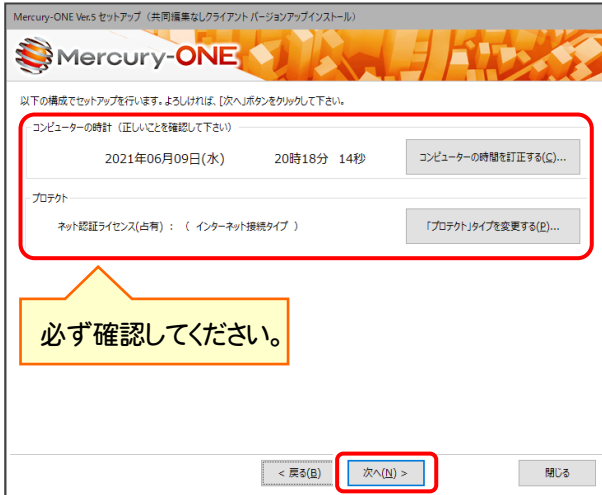 Mercury-ONE Ver.5 セットアップ（共同編集なしクライアント バージョンアップインストール）
Mercury-ONE
以下の構成でセットアップを行います。よろしければ、[次へ]ボタンをクリックして下さい。
コンピューターの時計（正しいことを確認して下さい）
2021年06月09日(水) 20時18分 14秒 コンピューターの時間を訂正する(C)...
プロテクト
ネット認証ライセンス(占有) ： （ インターネット接続タイプ ） 「プロテクト」タイプを変更する(P)...
必ず確認してください。
< 戻る(B) 次へ(N) > 閉じる